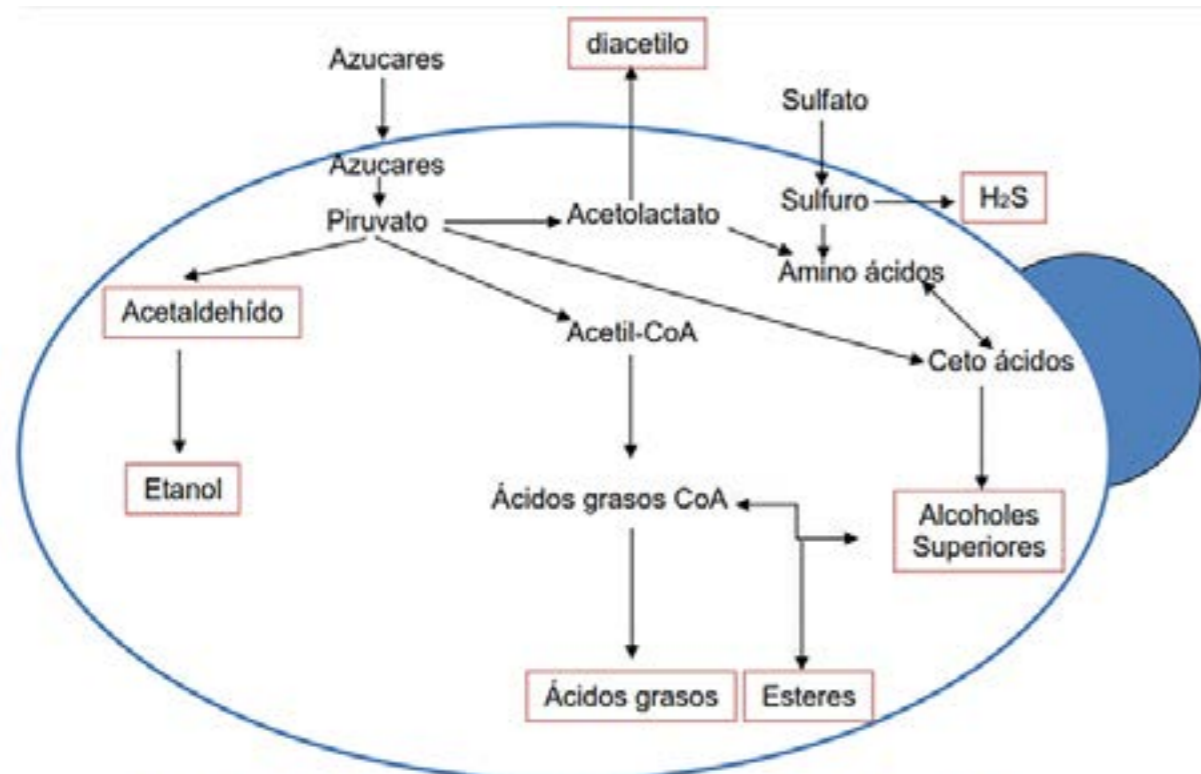 diacetilo
Azucares
Sulfato
Azucares
Sulfuro
H₂S
Piruvato
Acetolactato
Amino ácidos
Acetaldehído
Acetil-CoA
Ceto ácidos
Etanol
Ácidos grasos CoA
Alcoholes
Superiores
Ácidos grasos
Esteres